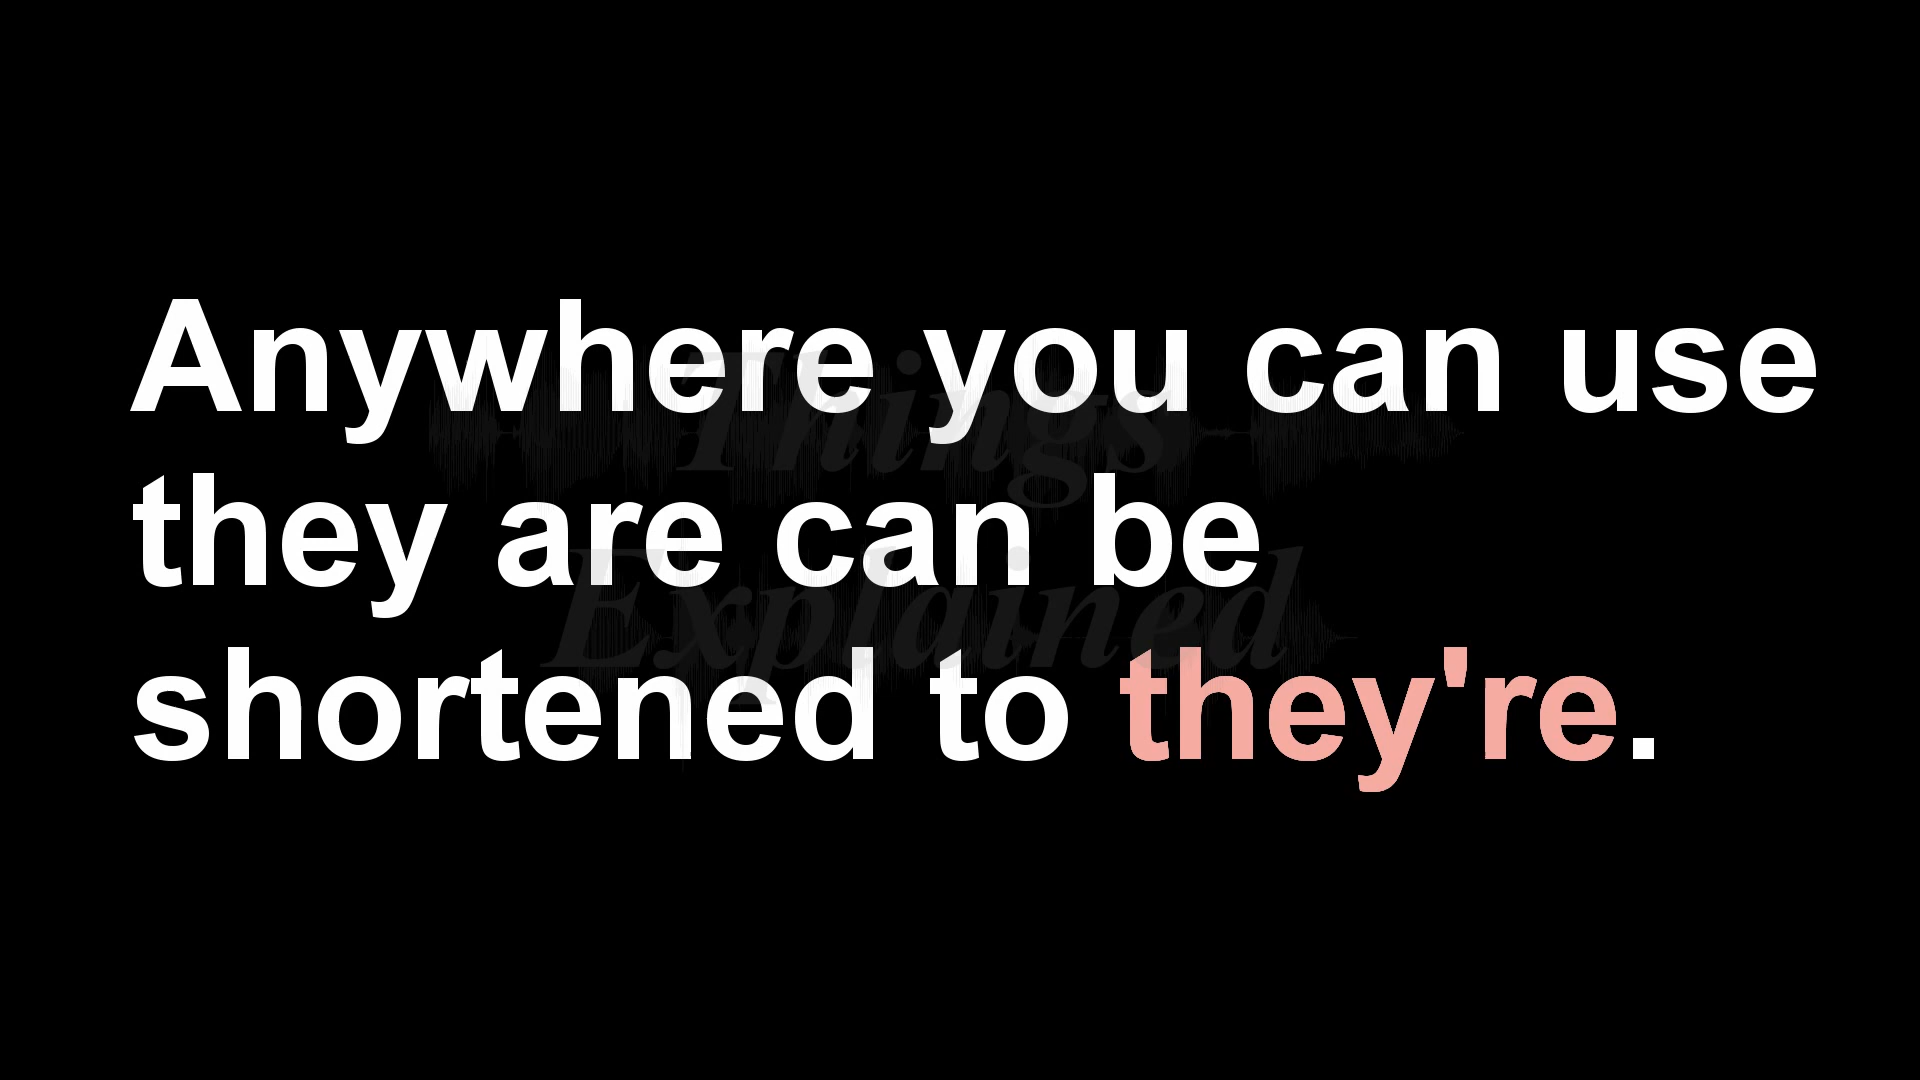 Anywhere you can use
they are can be
shortened to they're.
Things
Explained